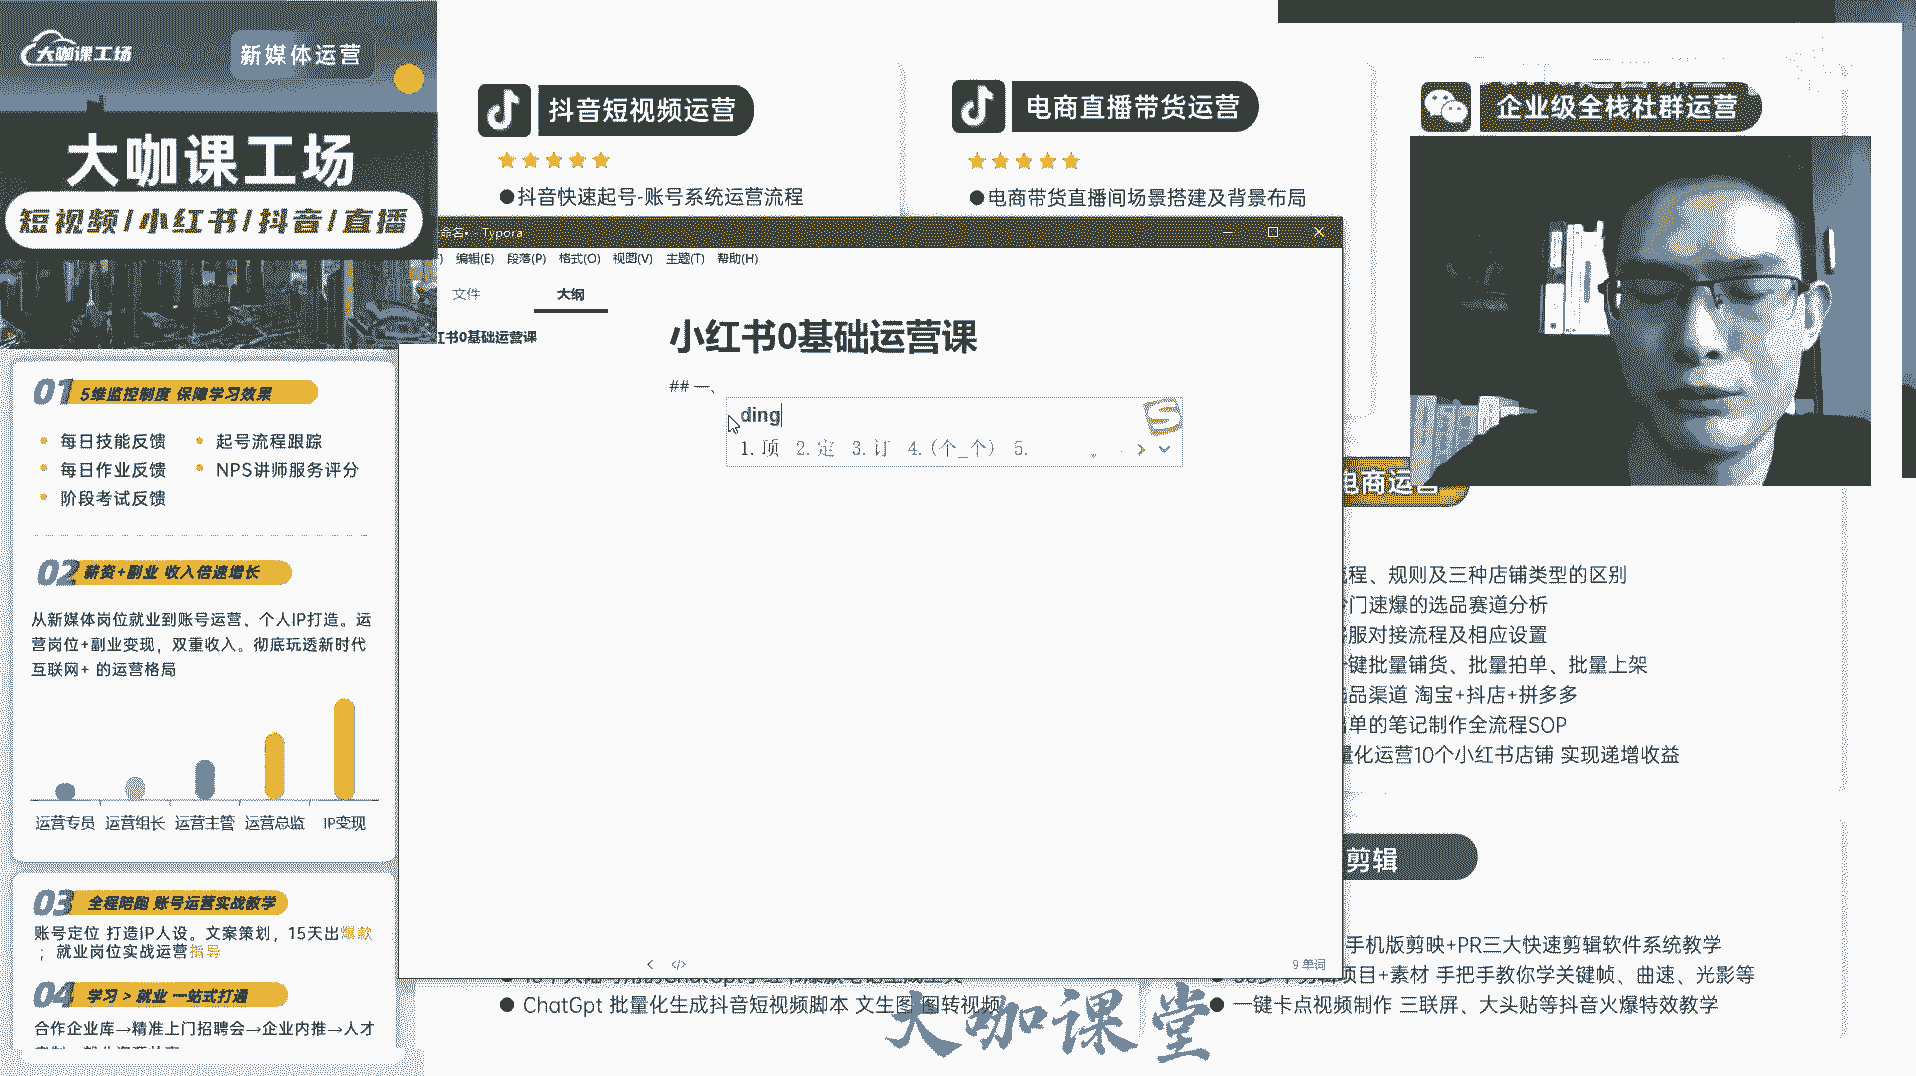 大咖课工场
新媒体运营
大咖课工场
短视频/小红书/抖音/直播
01 5维监控制度 保障学习效果
每日技能反馈
起号流程跟踪
每日作业反馈
NPS讲师服务评分
阶段考试反馈
02 薪资+副业 收入倍速增长
从新媒体岗位就业到账号运营、个人IP打造。运
营岗位+副业变现，双重收入。彻底玩透新时代
互联网+ 的运营格局
运营专员 运营组长 运营主管 运营总监 IP变现
03 全程陪跑 账号运营实战教学
账号定位 打造IP人设。文案策划，15天出爆款
；就业岗位实战运营指导
04 学习 > 就业 一站式打通
合作企业库→精准上门招聘会→企业内推→人才
抖音短视频运营
●抖音快速起号-账号系统运营流程
电商直播带货运营
●电商带货直播间场景搭建及背景布局
企业级全栈社群运营
命名• Typora
编辑(E) 段落(P) 格式(O) 视图(V) 主题(T) 帮助(H)
文件 大纲
红书0基础运营课
小红书0基础运营课
## 一、
ding
1.顶 2.定 3.订 4.(个_个) 5.
9 单词
电商运营
程、规则及三种店铺类型的区别
门速爆的选品赛道分析
服对接流程及相应设置
键批量铺货、批量拍单、批量上架
品渠道 淘宝+抖店+拼多多
单的笔记制作全流程SOP
量化运营10个小红书店铺 实现递增收益
剪辑
手机版剪映+PR三大快速剪辑软件系统教学
项目+素材 手把手教你学关键帧、曲速、光影等
● 一键卡点视频制作 三联屏、大头贴等抖音火爆特效教学
● ChatGpt 批量化生成抖音短视频脚本 文生图 图转视频
大咖课堂